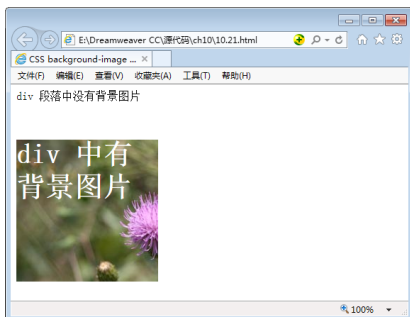 E:\Dreamweaver CC\源代码\ch10\10.21.html
CSS background-image ...
文件(F) 编辑(E) 查看(V) 收藏夹(A) 工具(T) 帮助(H)
div 段落中没有背景图片
div 中有
背景图片
100%